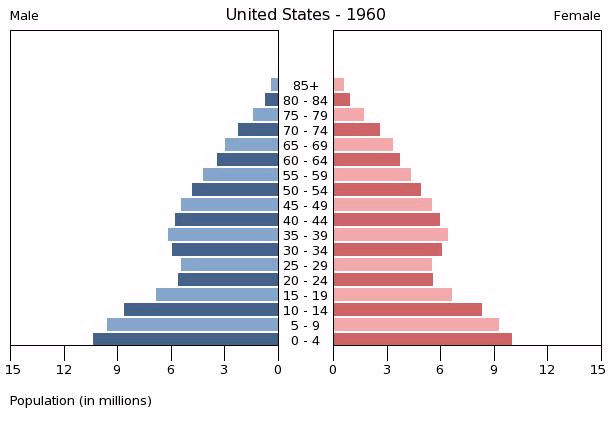 Male United States - 1960 Female
85+
80 - 84
75 - 79
70 - 74
65 - 69
60 - 64
55 - 59
50 - 54
45 - 49
40 - 44
35 - 39
30 - 34
25 - 29
20 - 24
15 - 19
10 - 14
5 - 9
0 - 4
15 12 9 6 3 0 0 3 6 9 12 15
Population (in millions)